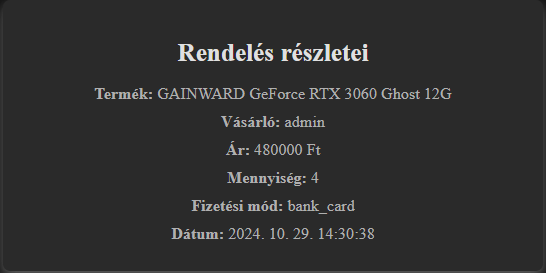 Rendelés részletei
Termék: GAINWARD GeForce RTX 3060 Ghost 12G
Vásárló: admin
Ár: 480000 Ft
Mennyiség: 4
Fizetési mód: bank_card
Dátum: 2024. 10. 29. 14:30:38